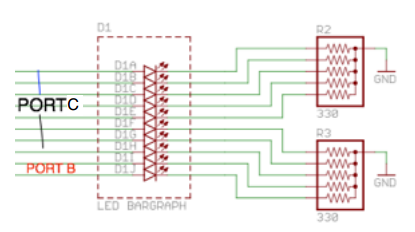 D1
R2
D1A
D1B
D1C
D1D
D1E
D1F
D1G
D1H
D1I
D1J
PORTC
PORT B
LED BARGRAPH
GND
330
R3
GND
330